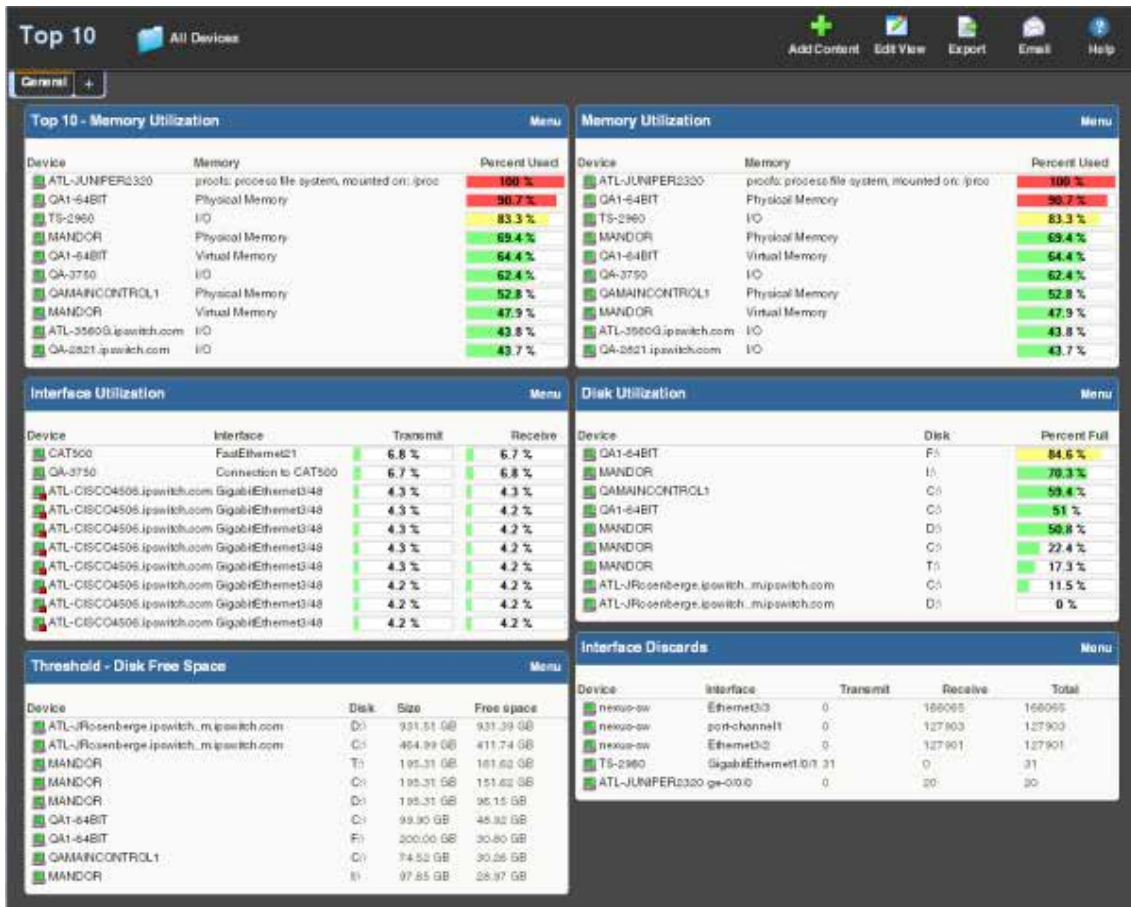 Top 10 All Devices Add Content Edit View Export Email Help
General +
Top 10 - Memory Utilization Menu
Device Memory Percent Used
ATL-JUNIPER2320 procfs: process file system, mounted on: /proc 100 %
QA1-64BIT Physical Memory 90.7 %
TS-2960 I/O 83.3 %
MANDOR Physical Memory 69.4 %
QA1-64BIT Virtual Memory 64.4 %
QA-3750 I/O 62.4 %
QAMAINCONTROL1 Physical Memory 52.8 %
MANDOR Virtual Memory 47.9 %
ATL-3560G.ipswitch.com I/O 43.8 %
QA-2821.ipswitch.com I/O 43.7 %
Memory Utilization Menu
Device Memory Percent Used
ATL-JUNIPER2320 procfs: process file system, mounted on: /proc 100 %
QA1-64BIT Physical Memory 90.7 %
TS-2960 I/O 83.3 %
MANDOR Physical Memory 69.4 %
QA1-64BIT Virtual Memory 64.4 %
QA-3750 I/O 62.4 %
QAMAINCONTROL1 Physical Memory 52.8 %
MANDOR Virtual Memory 47.9 %
ATL-3560G.ipswitch.com I/O 43.8 %
QA-2821.ipswitch.com I/O 43.7 %
Interface Utilization Menu
Device Interface Transmit Receive
CAT500 FastEthernet21 6.8 % 6.7 %
QA-3750 Connection to CAT500 6.7 % 6.8 %
ATL-CISCO4506.ipswitch.com GigabitEthernet3/48 4.3 % 4.3 %
ATL-CISCO4506.ipswitch.com GigabitEthernet3/48 4.3 % 4.2 %
ATL-CISCO4506.ipswitch.com GigabitEthernet3/48 4.3 % 4.2 %
ATL-CISCO4506.ipswitch.com GigabitEthernet3/48 4.3 % 4.2 %
ATL-CISCO4506.ipswitch.com GigabitEthernet3/48 4.3 % 4.2 %
ATL-CISCO4506.ipswitch.com GigabitEthernet3/48 4.2 % 4.2 %
ATL-CISCO4506.ipswitch.com GigabitEthernet3/48 4.2 % 4.2 %
ATL-CISCO4506.ipswitch.com GigabitEthernet3/48 4.2 % 4.2 %
Disk Utilization Menu
Device Disk Percent Full
QA1-64BIT F:\ 84.6 %
MANDOR I:\ 70.3 %
QAMAINCONTROL1 C:\ 59.4 %
QA1-64BIT C:\ 51 %
MANDOR D:\ 50.8 %
MANDOR C:\ 22.4 %
MANDOR T:\ 17.3 %
ATL-JRosenberge.ipswitch_m.ipswitch.com C:\ 11.5 %
ATL-JRosenberge.ipswitch_m.ipswitch.com D:\ 0 %
Threshold - Disk Free Space Menu
Device Disk Size Free space
ATL-JRosenberge.ipswitch_m.ipswitch.com D:\ 931.51 GB 931.39 GB
ATL-JRosenberge.ipswitch_m.ipswitch.com C:\ 464.99 GB 411.74 GB
MANDOR T:\ 195.31 GB 161.62 GB
MANDOR C:\ 195.31 GB 151.62 GB
MANDOR D:\ 195.31 GB 96.15 GB
QA1-64BIT C:\ 99.90 GB 48.92 GB
QA1-64BIT F:\ 200.00 GB 30.80 GB
QAMAINCONTROL1 C:\ 74.52 GB 30.26 GB
MANDOR I:\ 97.65 GB 28.97 GB
Interface Discards Menu
Device Interface Transmit Receive Total
nexus-sw Ethernet3/3 0 166065 166065
nexus-sw port-channel1 0 127903 127903
nexus-sw Ethernet3/2 0 127901 127901
TS-2960 GigabitEthernet1/0/1 31 0 31
ATL-JUNIPER2320 ge-0/0/0 0 20 20